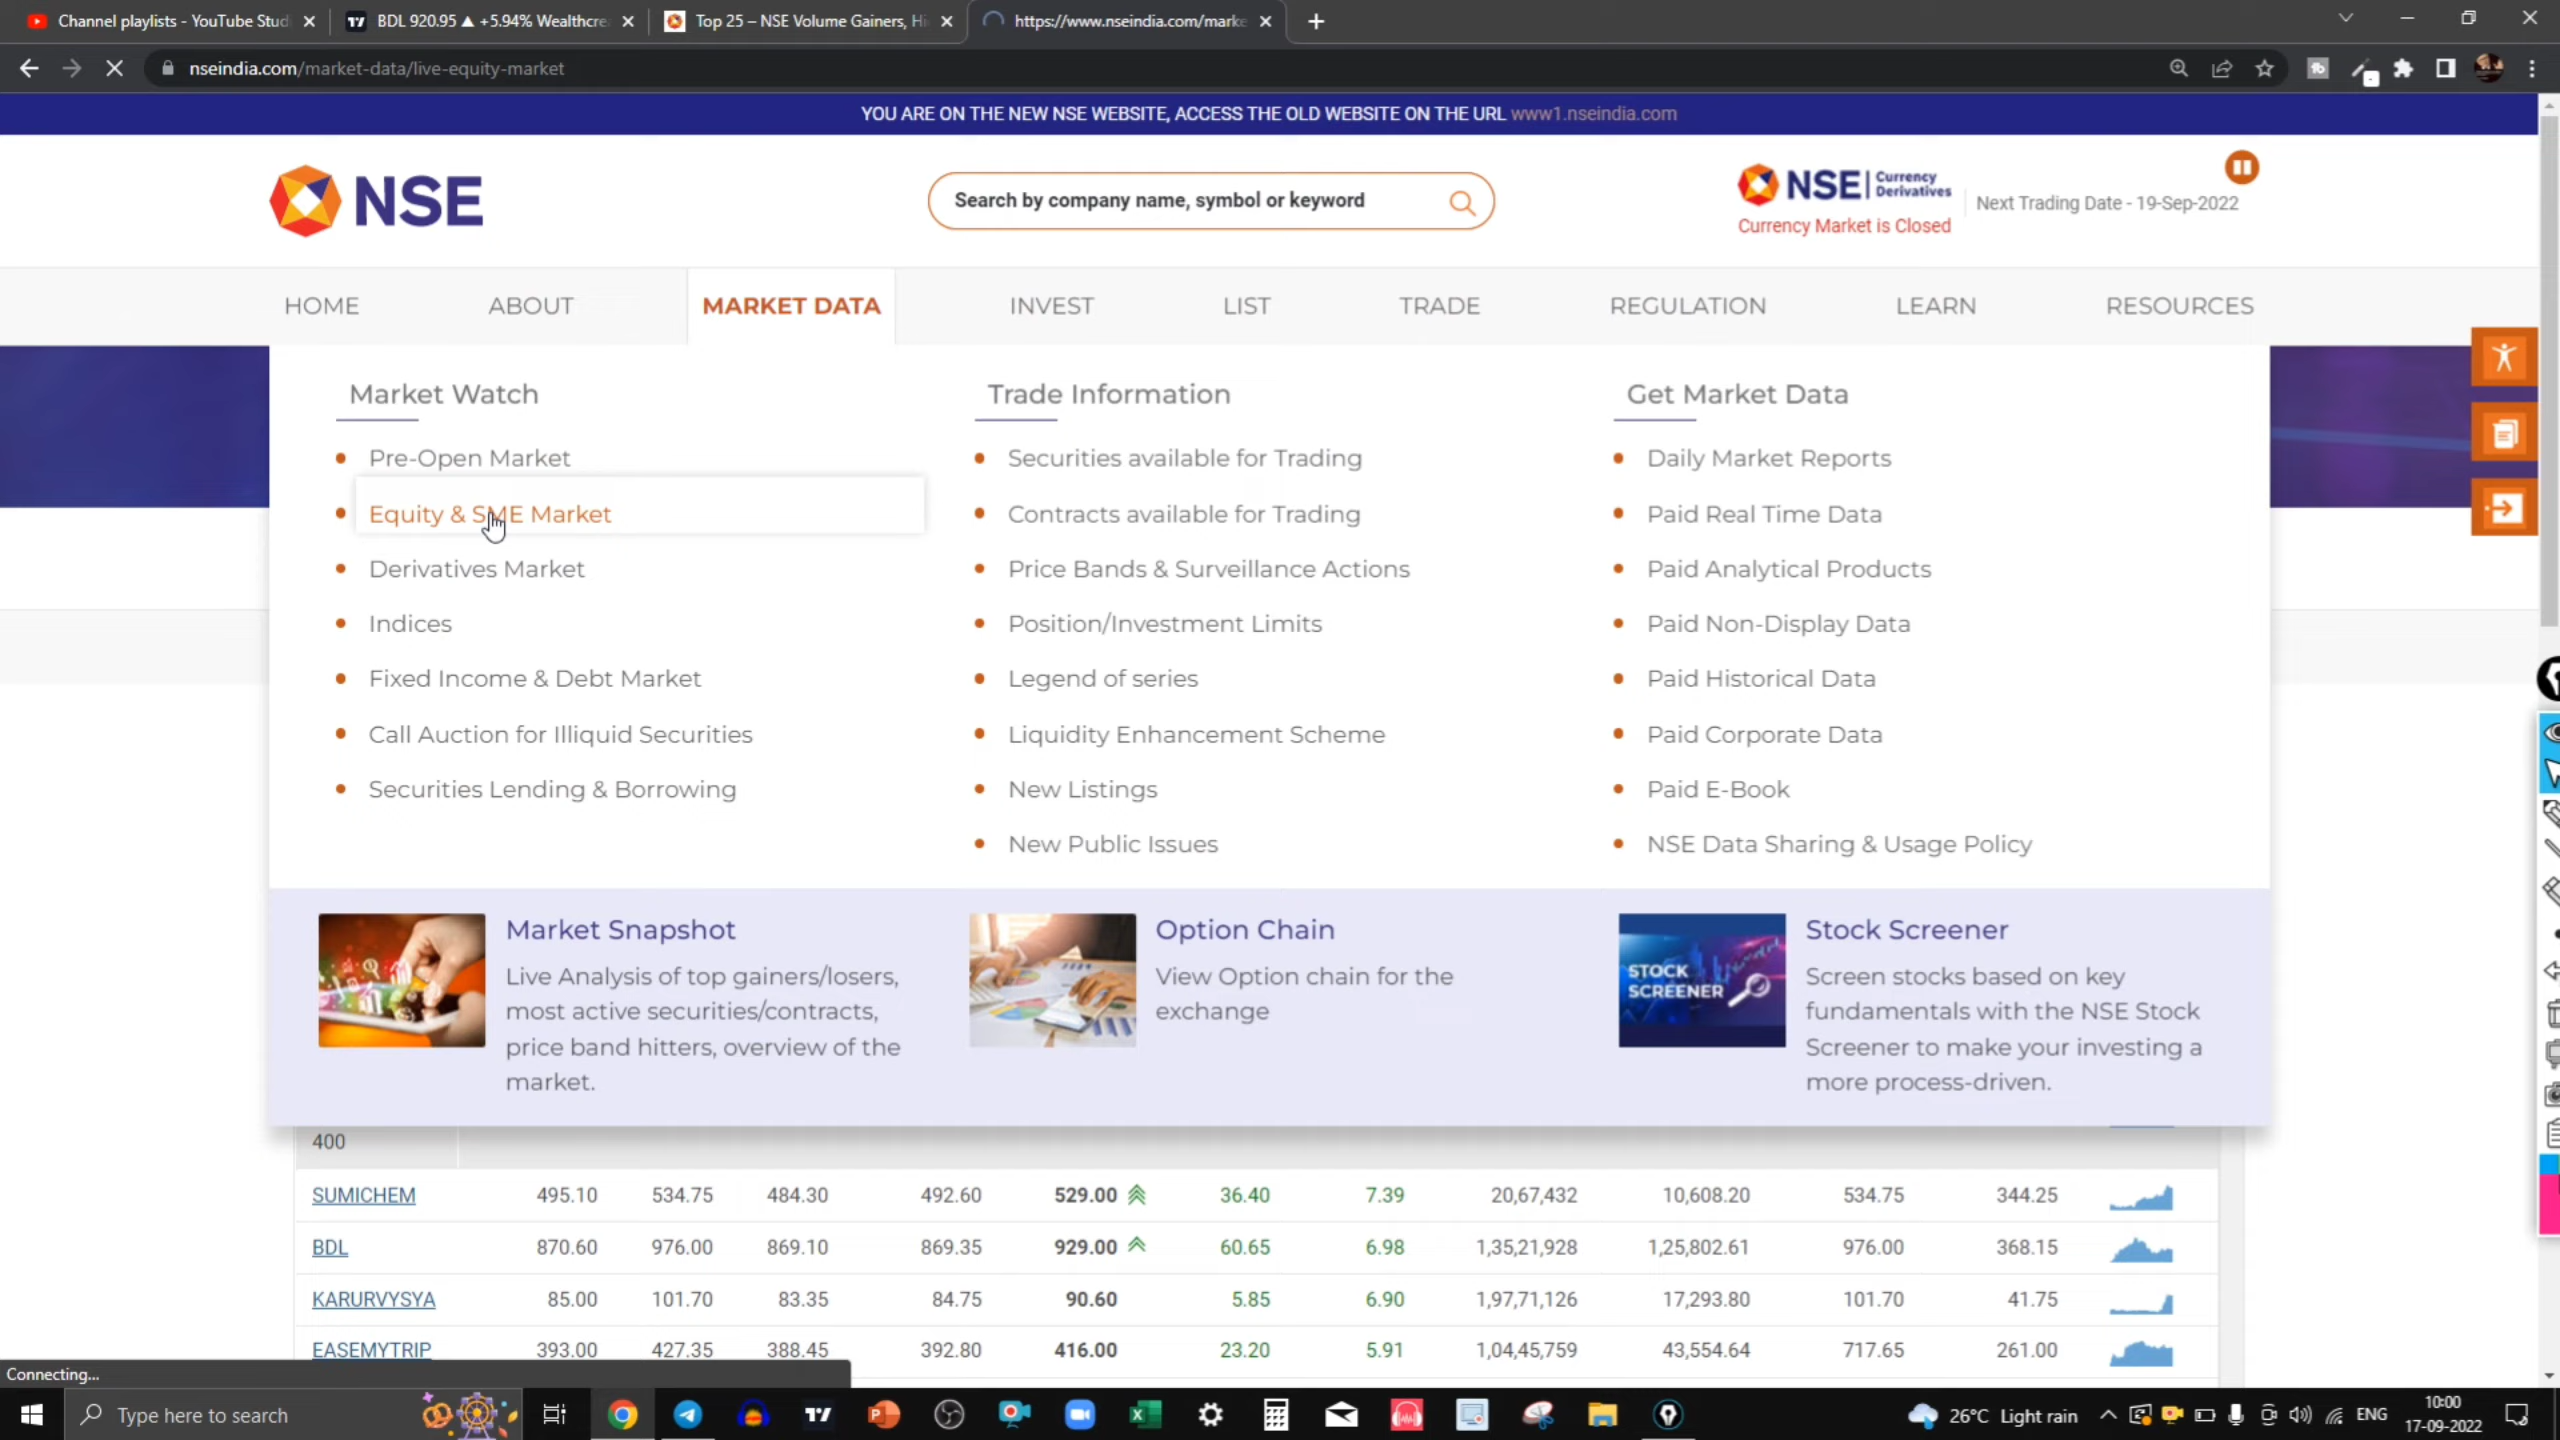 Channel playlists - YouTube Stud
BDL 920.95 ▲ +5.94% Wealthcre
Top 25 – NSE Volume Gainers, Hi
https://www.nseindia.com/marke
nseindia.com/market-data/live-equity-market
YOU ARE ON THE NEW NSE WEBSITE, ACCESS THE OLD WEBSITE ON THE URL www1.nseindia.com
NSE
Search by company name, symbol or keyword
NSE | Currency Derivatives
Currency Market is Closed
Next Trading Date - 19-Sep-2022
HOME ABOUT MARKET DATA INVEST LIST TRADE REGULATION LEARN RESOURCES
Market Watch
Pre-Open Market
Equity & SME Market
Derivatives Market
Indices
Fixed Income & Debt Market
Call Auction for Illiquid Securities
Securities Lending & Borrowing
Trade Information
Securities available for Trading
Contracts available for Trading
Price Bands & Surveillance Actions
Position/Investment Limits
Legend of series
Liquidity Enhancement Scheme
New Listings
New Public Issues
Get Market Data
Daily Market Reports
Paid Real Time Data
Paid Analytical Products
Paid Non-Display Data
Paid Historical Data
Paid Corporate Data
Paid E-Book
NSE Data Sharing & Usage Policy
Market Snapshot
Live Analysis of top gainers/losers,
most active securities/contracts,
price band hitters, overview of the
market.
Option Chain
View Option chain for the
exchange
STOCK
SCREENER
Stock Screener
Screen stocks based on key
fundamentals with the NSE Stock
Screener to make your investing a
more process-driven.
400
SUMICHEM 495.10 534.75 484.30 492.60 529.00 36.40 7.39 20,67,432 10,608.20 534.75 344.25
BDL 870.60 976.00 869.10 869.35 929.00 60.65 6.98 1,35,21,928 1,25,802.61 976.00 368.15
KARURVYSYA 85.00 101.70 83.35 84.75 90.60 5.85 6.90 1,97,71,126 17,293.80 101.70 41.75
EASEMYTRIP 393.00 427.35 388.45 392.80 416.00 23.20 5.91 1,04,45,759 43,554.64 717.65 261.00
Connecting...
Type here to search
26°C Light rain
ENG
10:00
17-09-2022